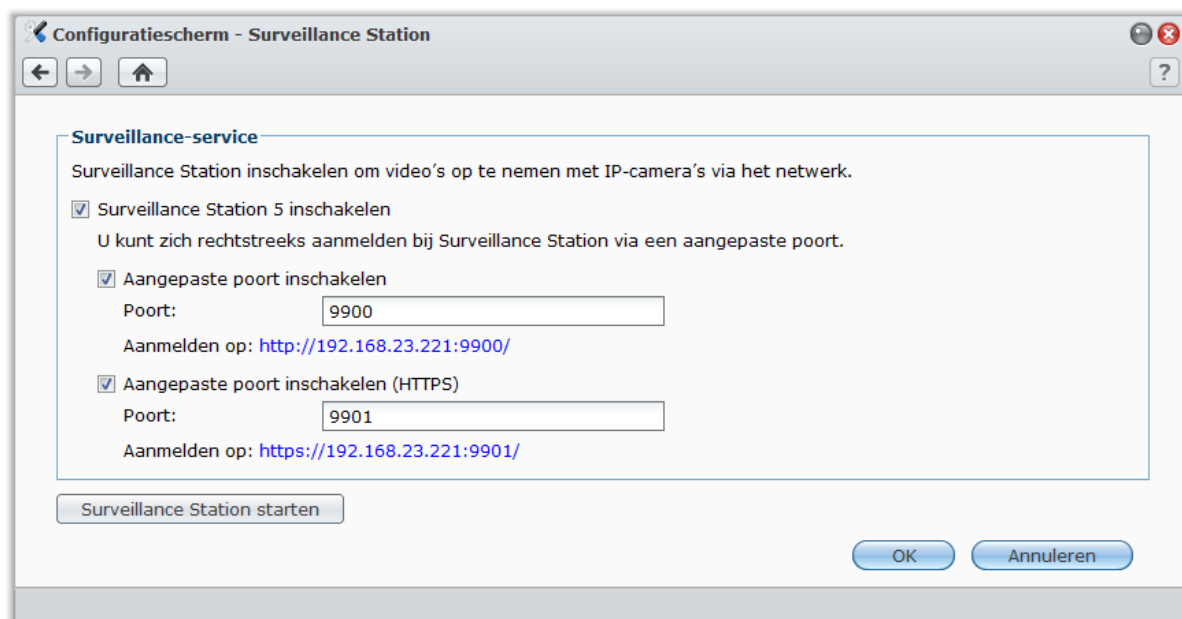 Configuratiescherm - Surveillance Station
?
Surveillance-service
Surveillance Station inschakelen om video's op te nemen met IP-camera's via het netwerk.
Surveillance Station 5 inschakelen
U kunt zich rechtstreeks aanmelden bij Surveillance Station via een aangepaste poort.
Aangepaste poort inschakelen
Poort: 9900
Aanmelden op: http://192.168.23.221:9900/
Aangepaste poort inschakelen (HTTPS)
Poort: 9901
Aanmelden op: https://192.168.23.221:9901/
Surveillance Station starten
OK Annuleren